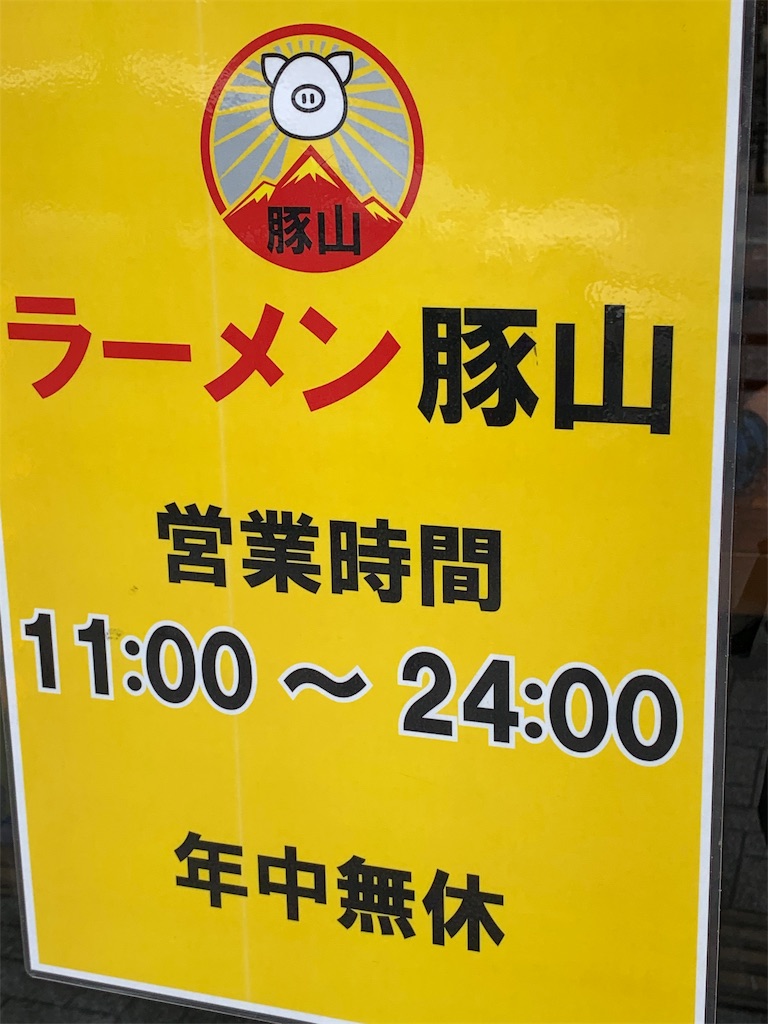 豚山
ラーメン豚山
営業時間
11:00～24:00
年中無休